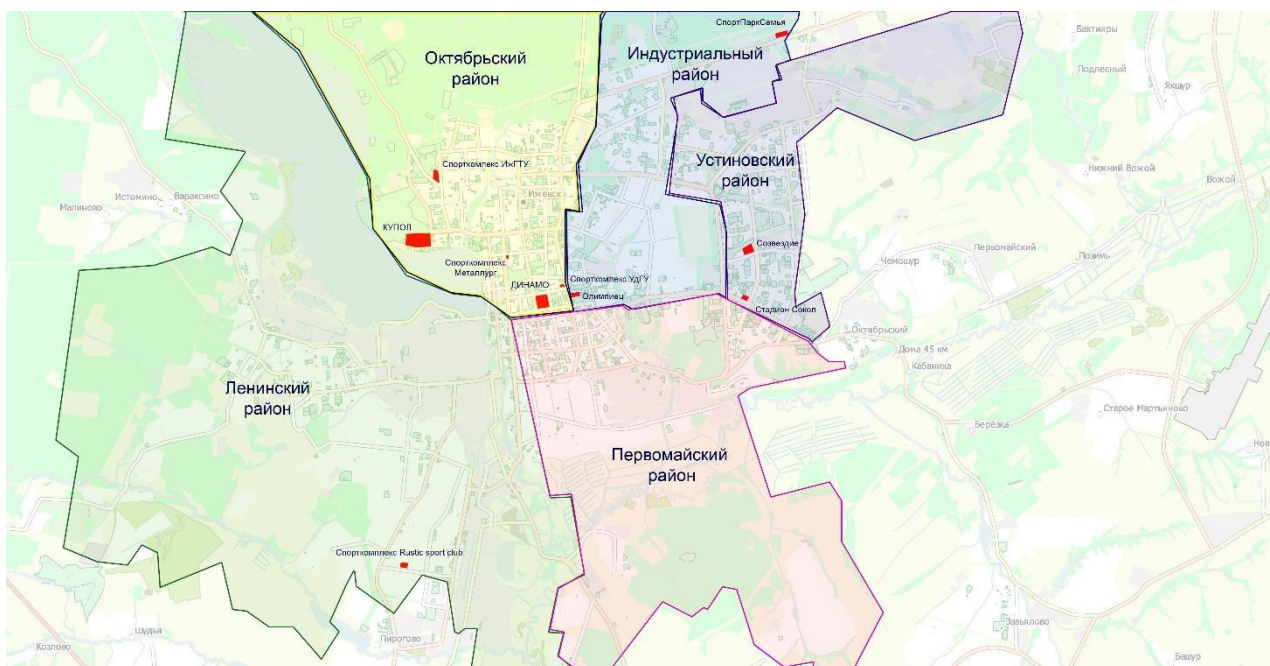 СпортПаркСемья
Бахтияры
Октябрьский
район
Индустриальный
район
Подлесный
Якшур
Спорткомплекс ИжГТУ
Устиновский
район
Нижний Вожой
Вожой
Ижевск
Истомино
Вараксино
Малиново
КУПОЛ
Созвездие
Первомайский
Позимь
Чемошур
Спорткомплекс
Металлург
ДИНАМО
Спорткомплекс УдГУ
Олимпиец
Стадион Сокол
Октябрьский
Дома 45 км
Кабаниха
Ленинский
район
Старое Мартьяново
Берёзка
Нов
Первомайский
район
Спорткомплекс Rustic sport club
Завьялово
Шудья
Пирогово
Козлово
Башур